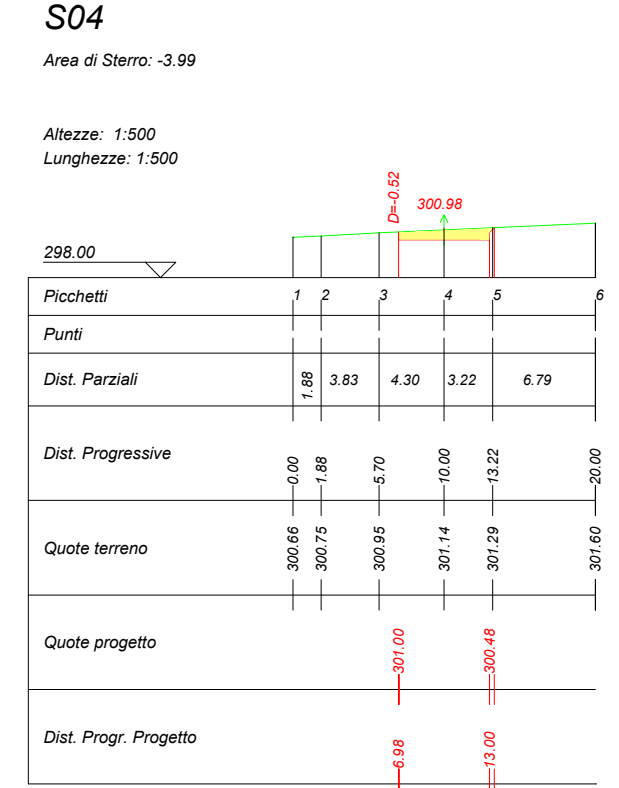 S04
Area di Sterro: -3.99
Altezze: 1:500
Lunghezze: 1:500
D=-0.52
300.98
298.00
Picchetti 1 2 3 4 5 6
Punti
Dist. Parziali 1.88 3.83 4.30 3.22 6.79
Dist. Progressive 0.00 1.88 5.70 10.00 13.22 20.00
Quote terreno 300.66 300.75 300.95 301.14 301.29 301.60
Quote progetto 301.00 300.48
Dist. Progr. Progetto 6.98 13.00